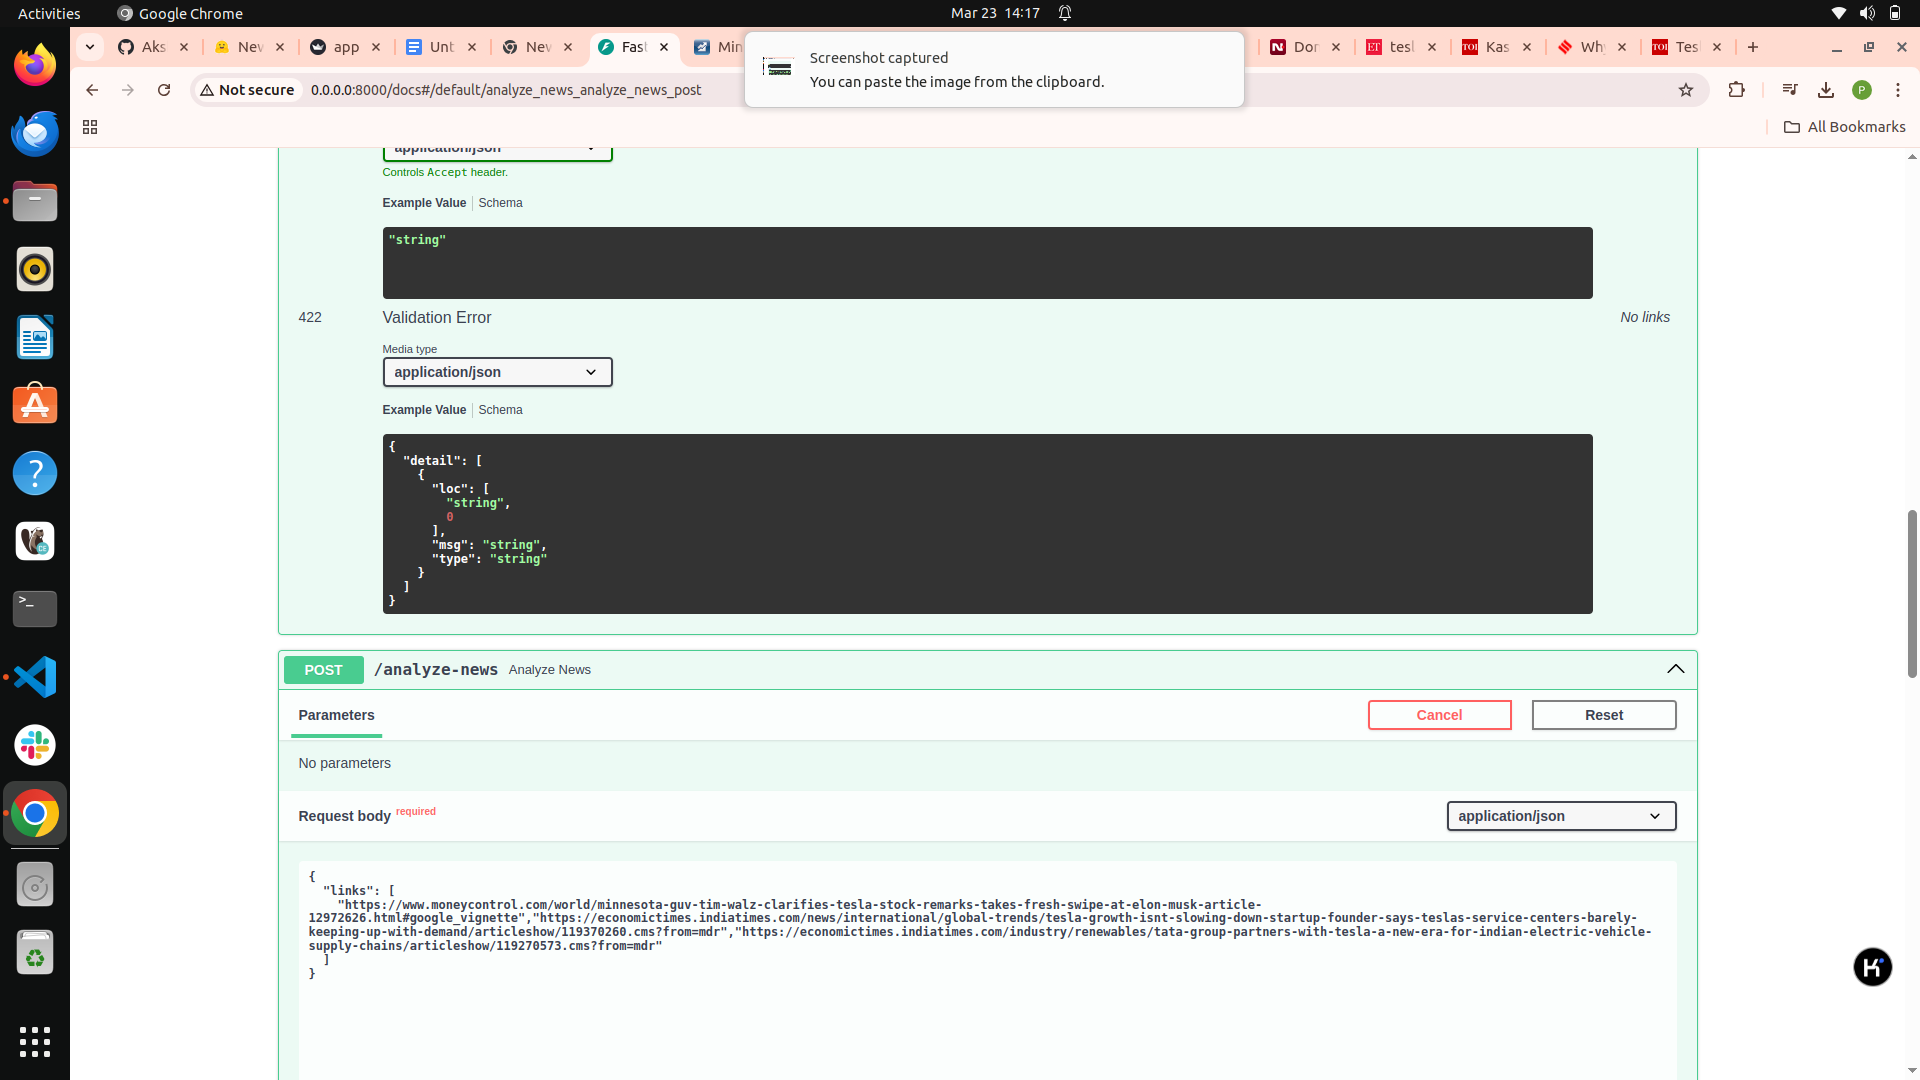 Activities
Google Chrome
Mar 23 14:17
Aks
New
app
Unt
New
Fast
Min
Dor
ET
tesl
TOI
Kas
Why
TOI
Tesl
Screenshot captured
You can paste the image from the clipboard.
Not secure
0.0.0.0:8000/docs#/default/analyze_news_analyze_news_post
P
All Bookmarks
application/json
Controls Accept header.
Example Value
Schema
"string"
422
Validation Error
No links
Media type
application/json
Example Value
Schema
{
"detail": [
{
"loc": [
"string",
0
],
"msg": "string",
"type": "string"
}
]
}
POST
/analyze-news
Analyze News
Parameters
Cancel
Reset
No parameters
Request body required
application/json
{
"links": [
"https://www.moneycontrol.com/world/minnesota-guv-tim-walz-clarifies-tesla-stock-remarks-takes-fresh-swipe-at-elon-musk-article-
12972626.html#google_vignette","https://economictimes.indiatimes.com/news/international/global-trends/tesla-growth-isnt-slowing-down-startup-founder-says-teslas-service-centers-barely-
keeping-up-with-demand/articleshow/119370260.cms?from=mdr","https://economictimes.indiatimes.com/industry/renewables/tata-group-partners-with-tesla-a-new-era-for-indian-electric-vehicle-
supply-chains/articleshow/119270573.cms?from=mdr"
]
}